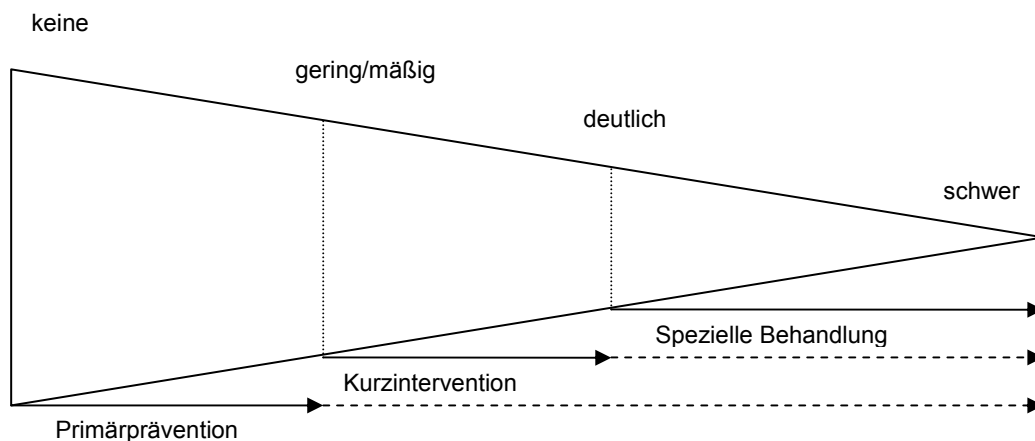 keine
gering/mäßig
deutlich
schwer
Spezielle Behandlung
Kurzintervention
Primärprävention